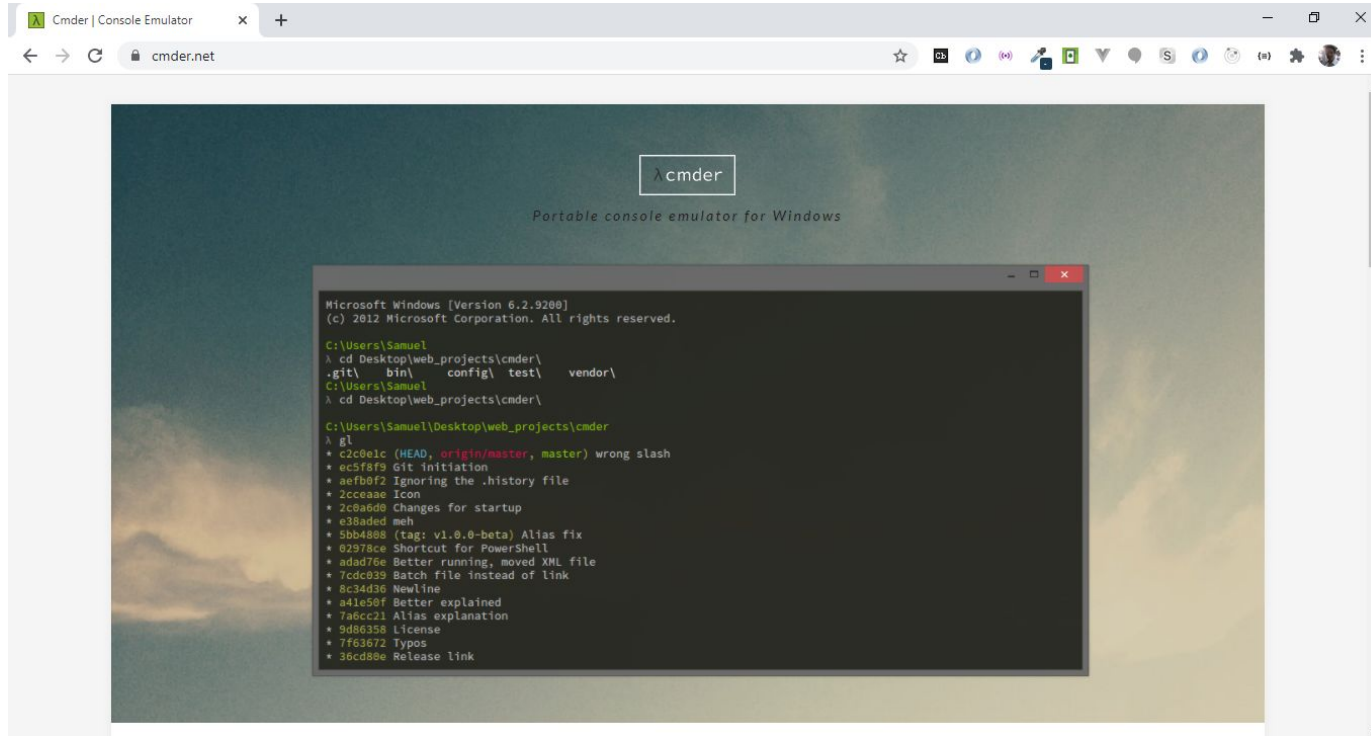 λ Cmder | Console Emulator
cmder.net
λ cmder
Portable console emulator for Windows
Microsoft Windows [Version 6.2.9200]
(c) 2012 Microsoft Corporation. All rights reserved.
C:\Users\Samuel
λ cd Desktop\web_projects\cmder\
.git\ bin\ config\ test\ vendor\
C:\Users\Samuel
λ cd Desktop\web_projects\cmder\
C:\Users\Samuel\Desktop\web_projects\cmder
λ gl
* c2c0e1c (HEAD, origin/master, master) wrong slash
* ec5f8f9 Git initiation
* aefb0f2 Ignoring the .history file
* 2cceaae Icon
* 2c0a6d0 Changes for startup
* e38aded meh
* 5bb4808 (tag: v1.0.0-beta) Alias fix
* 02978ce Shortcut for PowerShell
* adad76e Better running, moved XML file
* 7cdc039 Batch file instead of link
* 8c34d36 Newline
* a41e50f Better explained
* 7a6cc21 Alias explanation
* 9d86358 License
* 7f63672 Typos
* 36cd80e Release link